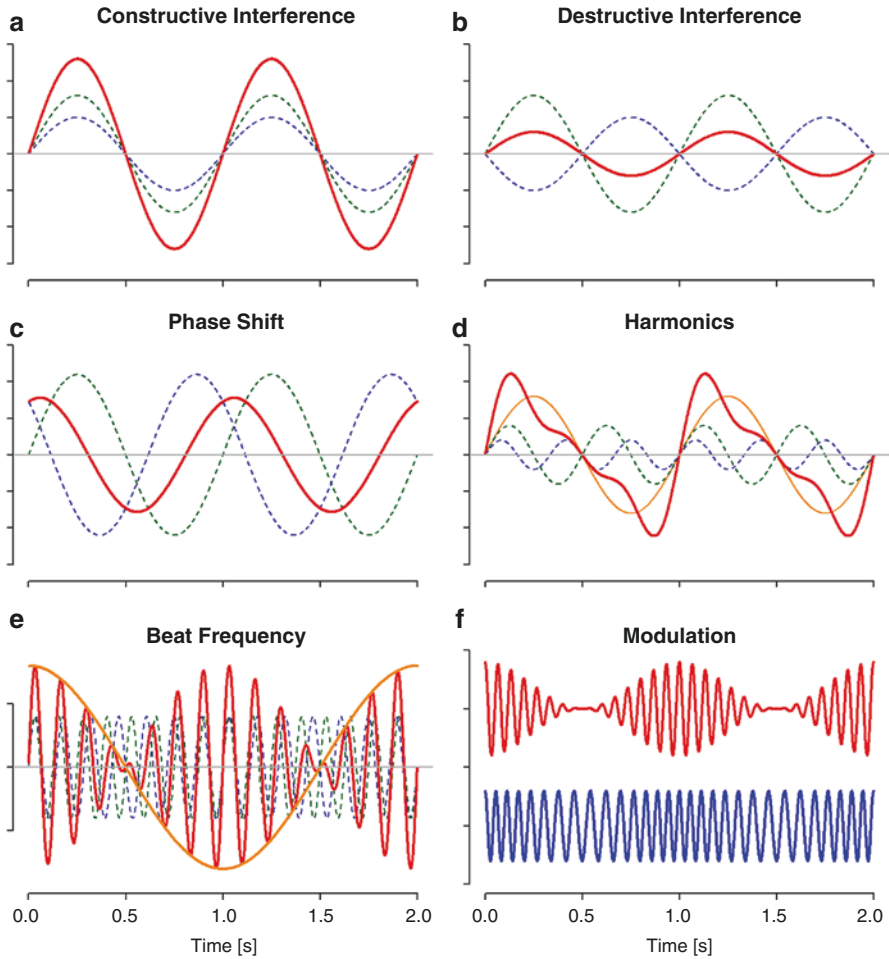 a Constructive Interference
b Destructive Interference
c Phase Shift
d Harmonics
e Beat Frequency
f Modulation
0.0 0.5 1.0 1.5 2.0
Time [s]
0.0 0.5 1.0 1.5 2.0
Time [s]